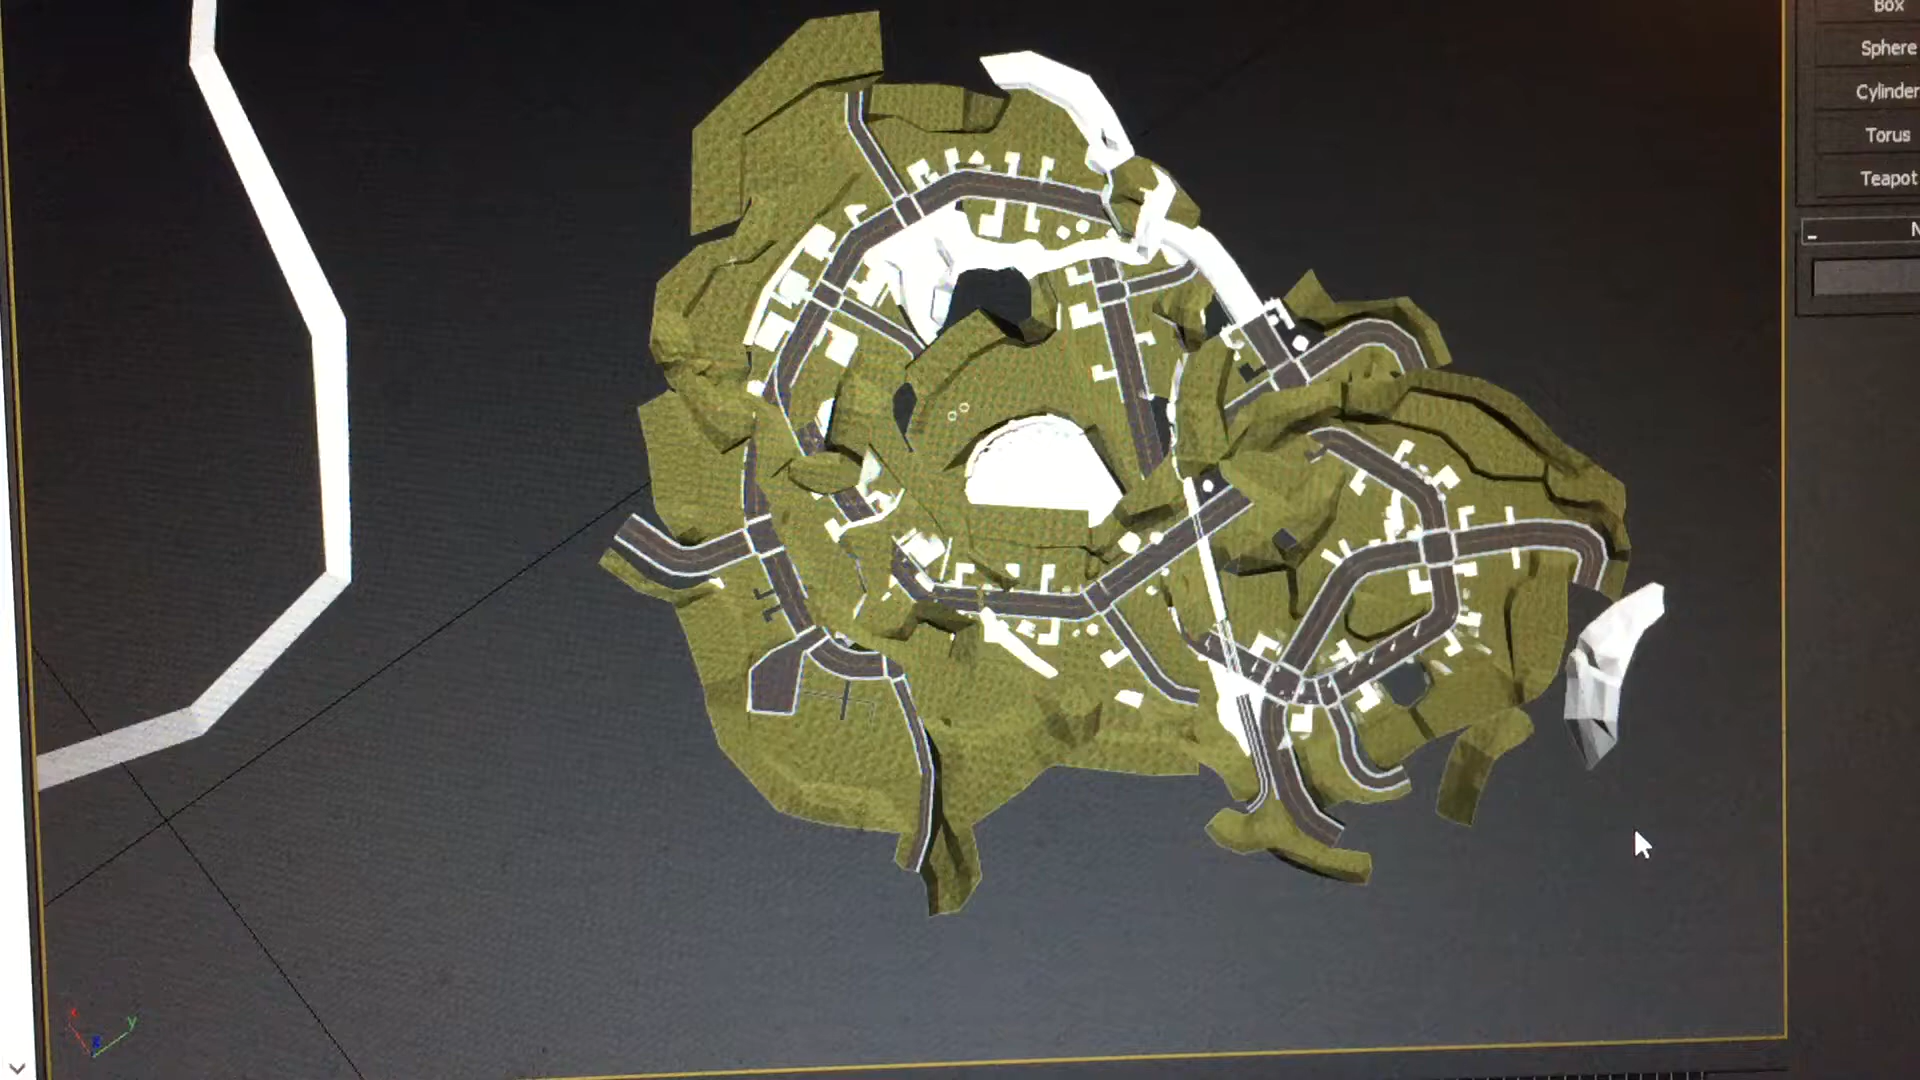 Box
Sphere
Cylinder
Torus
Teapot
N
x
y
z